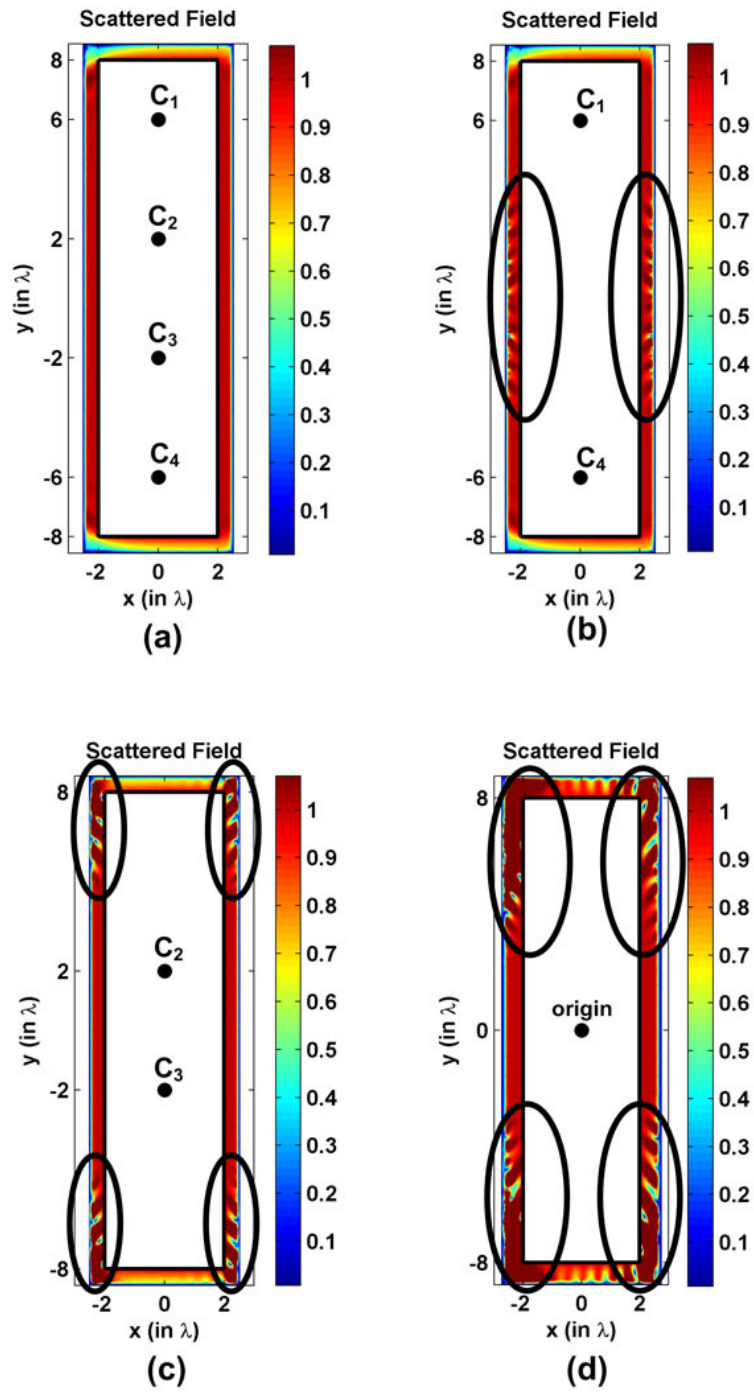 Scattered Field
8
6
2
-2
-6
-8
y (in λ)
C1
C2
C3
C4
-2 0 2
x (in λ)
1
0.9
0.8
0.7
0.6
0.5
0.4
0.3
0.2
0.1
(a)
Scattered Field
8
6
-6
-8
y (in λ)
C1
C4
-2 0 2
x (in λ)
1
0.9
0.8
0.7
0.6
0.5
0.4
0.3
0.2
0.1
(b)
Scattered Field
8
2
-2
-8
y (in λ)
C2
C3
-2 0 2
x (in λ)
1
0.9
0.8
0.7
0.6
0.5
0.4
0.3
0.2
0.1
(c)
Scattered Field
8
0
-8
y (in λ)
origin
-2 0 2
x (in λ)
1
0.9
0.8
0.7
0.6
0.5
0.4
0.3
0.2
0.1
(d)